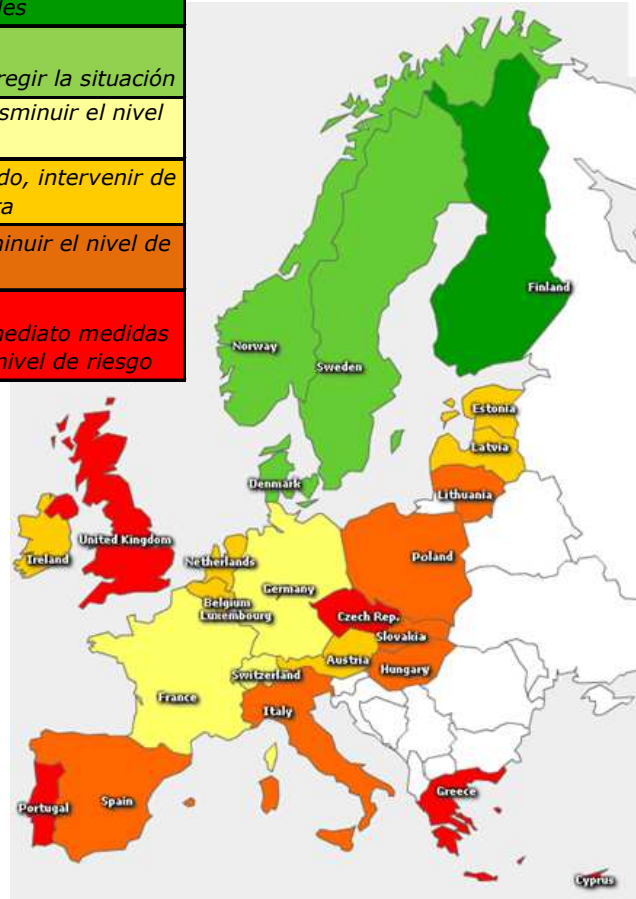 les
regir la situación
sminuir el nivel
do, intervenir de
ra
minuir el nivel de
mediato medidas
nivel de riesgo
Finland
Norway
Sweden
Estonia
Latvia
Denmark
Lithuania
United Kingdom
Ireland
Netherlands
Poland
Germany
Belgium
Luxembourg
Czech Rep.
Slovakia
Austria
Hungary
Switzerland
France
Italy
Greece
Portugal
Spain
Cyprus